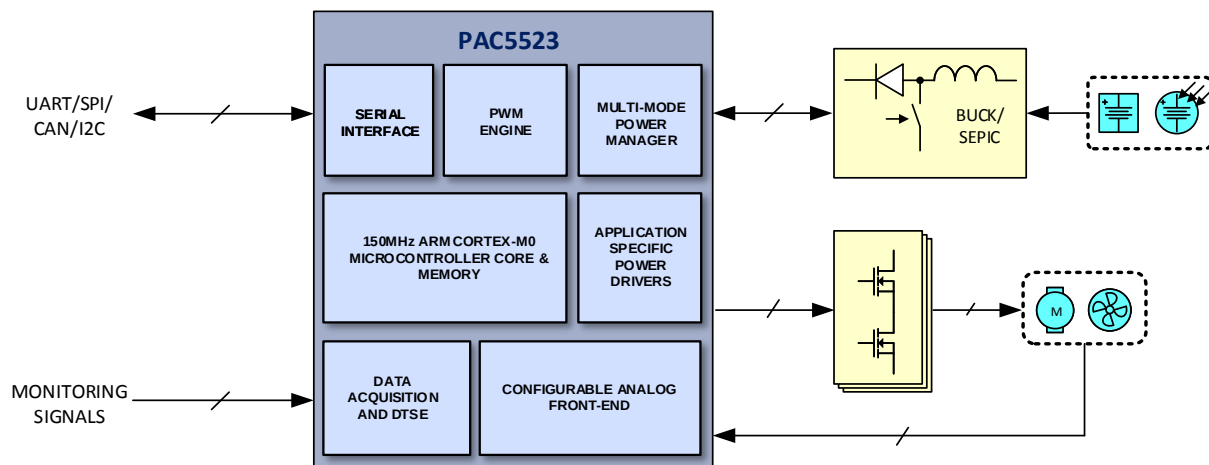 PAC5523
UART/SPI/
CAN/I2C
SERIAL
INTERFACE
PWM
ENGINE
MULTI-MODE
POWER
MANAGER
BUCK/
SEPIC
+
+
150MHz ARM CORTEX-M0
MICROCONTROLLER CORE &
MEMORY
APPLICATION
SPECIFIC
POWER
DRIVERS
M
MONITORING
SIGNALS
DATA
ACQUISITION
AND DTSE
CONFIGURABLE ANALOG
FRONT-END